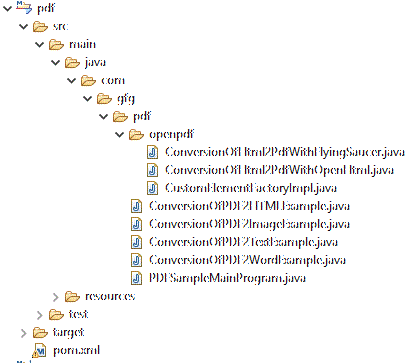 pdf
src
main
java
com
gfg
pdf
openpdf
ConversionOfHtml2PdfWithFlyingSaucer.java
ConversionOfHtml2PdfWithOpenHtml.java
CustomElementFactoryImpl.java
ConversionOfPDF2HTMLExample.java
ConversionOfPDF2ImageExample.java
ConversionOfPDF2TextExample.java
ConversionOfPDF2WordExample.java
PDFSampleMainProgram.java
resources
test
target
pom.xml